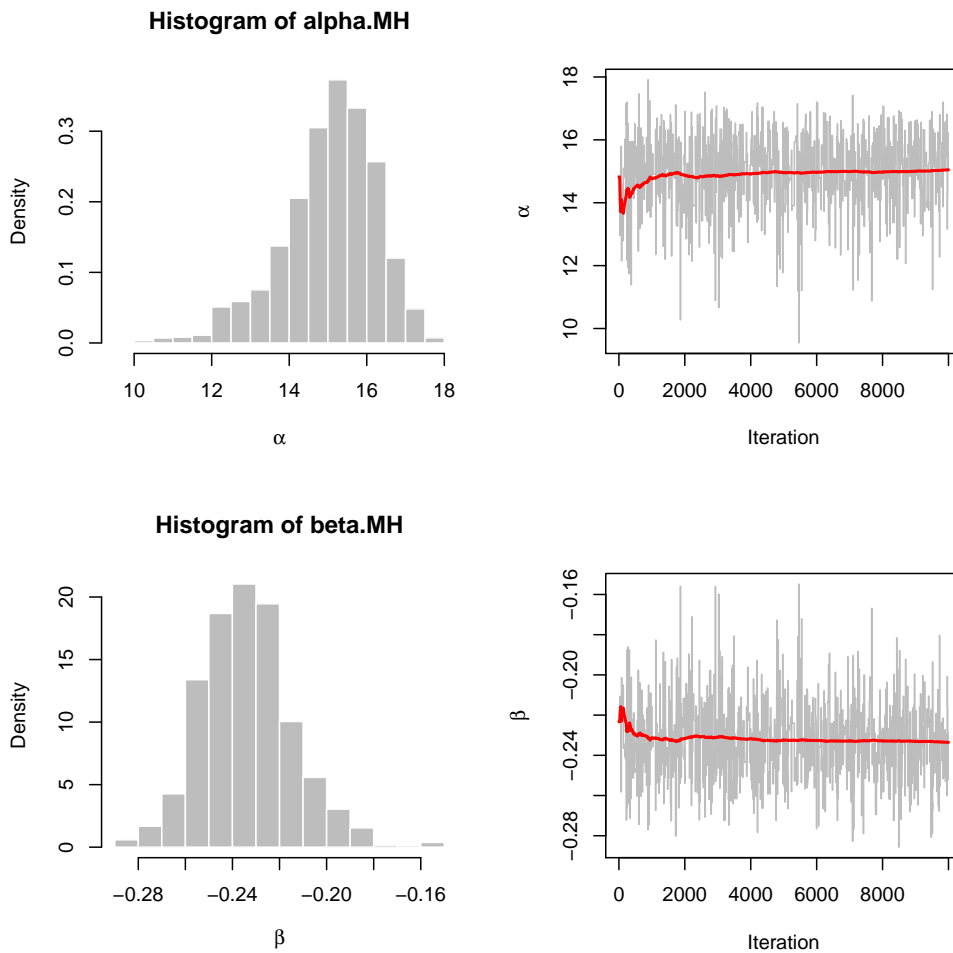 Histogram of alpha.MH
Density
0.0 0.1 0.2 0.3
10 12 14 16 18
α
α
10 12 14 16 18
0 2000 4000 6000 8000
Iteration
Histogram of beta.MH
Density
0 5 10 15 20
−0.28 −0.24 −0.20 −0.16
β
β
−0.28 −0.24 −0.20 −0.16
0 2000 4000 6000 8000
Iteration